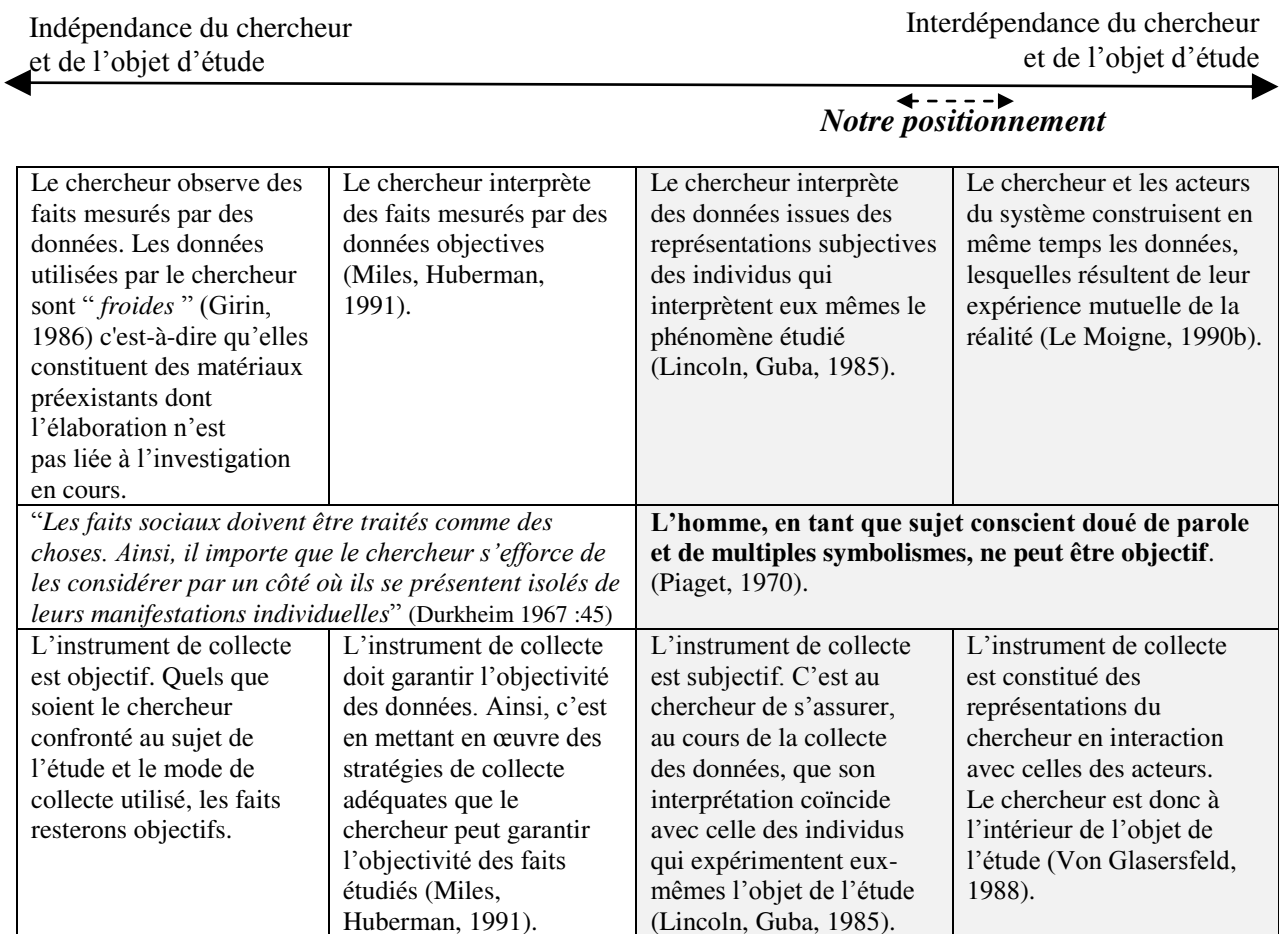 Indépendance du chercheur
et de l’objet d’étude
Interdépendance du chercheur
et de l’objet d’étude
Notre positionnement
Le chercheur observe des
faits mesurés par des
données. Les données
utilisées par le chercheur
sont “ froides ” (Girin,
1986) c'est-à-dire qu’elles
constituent des matériaux
préexistants dont
l’élaboration n’est
pas liée à l’investigation
en cours.
Le chercheur interprète
des faits mesurés par des
données objectives
(Miles, Huberman,
1991).
Le chercheur interprète
des données issues des
représentations subjectives
des individus qui
interprètent eux mêmes le
phénomène étudié
(Lincoln, Guba, 1985).
Le chercheur et les acteurs
du système construisent en
même temps les données,
lesquelles résultent de leur
expérience mutuelle de la
réalité (Le Moigne, 1990b).
“Les faits sociaux doivent être traités comme des
choses. Ainsi, il importe que le chercheur s’efforce de
les considérer par un côté où ils se présentent isolés de
leurs manifestations individuelles” (Durkheim 1967 :45)
L’homme, en tant que sujet conscient doué de parole
et de multiples symbolismes, ne peut être objectif.
(Piaget, 1970).
L’instrument de collecte
est objectif. Quels que
soient le chercheur
confronté au sujet de
l’étude et le mode de
collecte utilisé, les faits
resterons objectifs.
L’instrument de collecte
doit garantir l’objectivité
des données. Ainsi, c’est
en mettant en œuvre des
stratégies de collecte
adéquates que le
chercheur peut garantir
l’objectivité des faits
étudiés (Miles,
Huberman, 1991).
L’instrument de collecte
est subjectif. C’est au
chercheur de s’assurer,
au cours de la collecte
des données, que son
interprétation coïncide
avec celle des individus
qui expérimentent eux-
mêmes l’objet de l’étude
(Lincoln, Guba, 1985).
L’instrument de collecte
est constitué des
représentations du
chercheur en interaction
avec celles des acteurs.
Le chercheur est donc à
l’intérieur de l’objet de
l’étude (Von Glasersfeld,
1988).